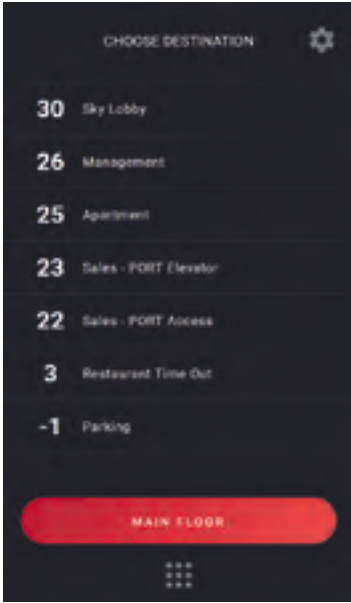 CHOOSE DESTINATION
30 Sky Lobby
26 Management
25 Apartment
23 Sales - PORT Elevator
22 Sales - PORT Access
3 Restaurant Time Out
-1 Parking
MAIN FLOOR